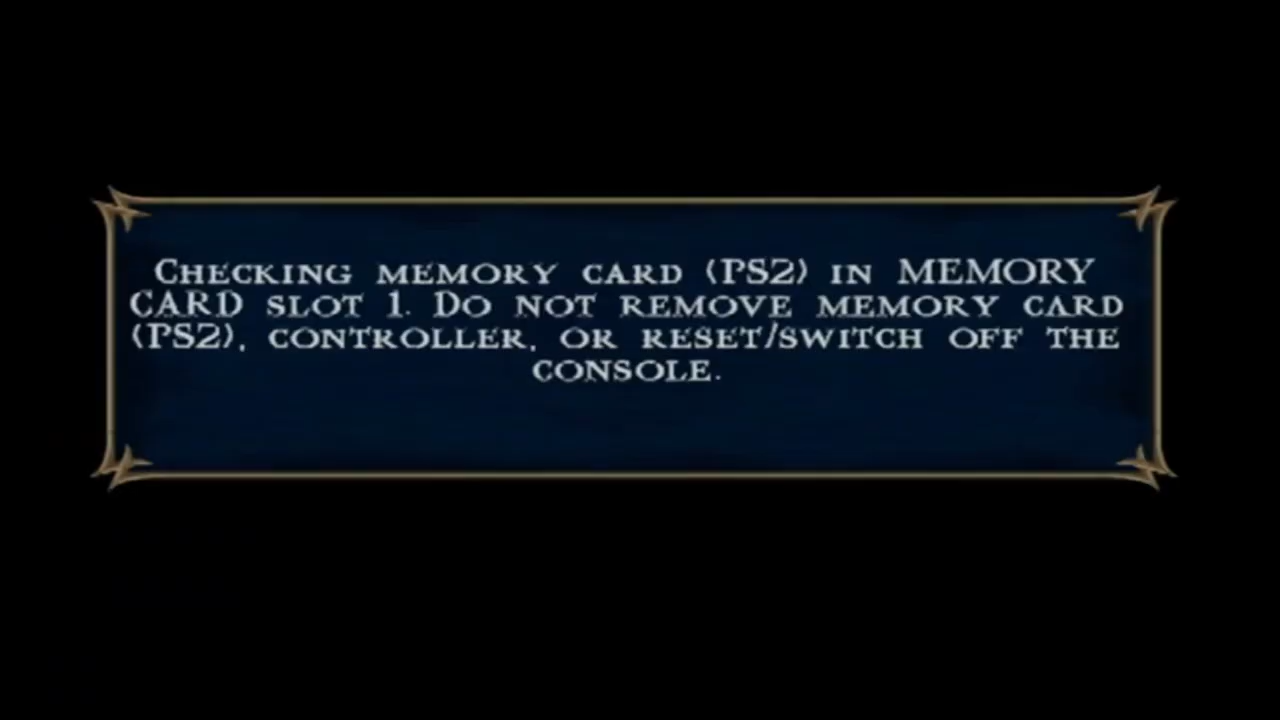 Checking memory card (PS2) in MEMORY
CARD slot 1. Do not remove memory card
(PS2), controller, or reset/switch off the
console.